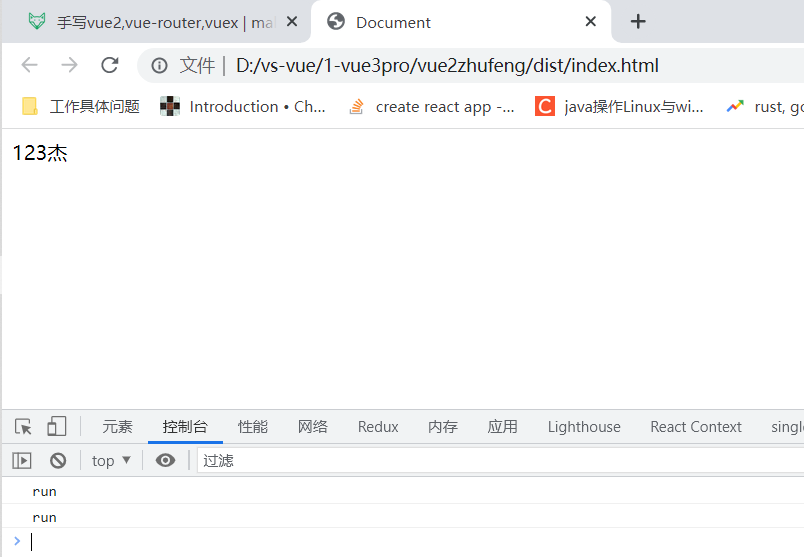 手写vue2,vue-router,vuex | mal
Document
文件 | D:/vs-vue/1-vue3pro/vue2zhufeng/dist/index.html
工作具体问题 Introduction • Ch... create react app -... java操作Linux与wi... rust, go
123杰
元素 控制台 性能 网络 Redux 内存 应用 Lighthouse React Context single
top ▼ 过滤
run
run